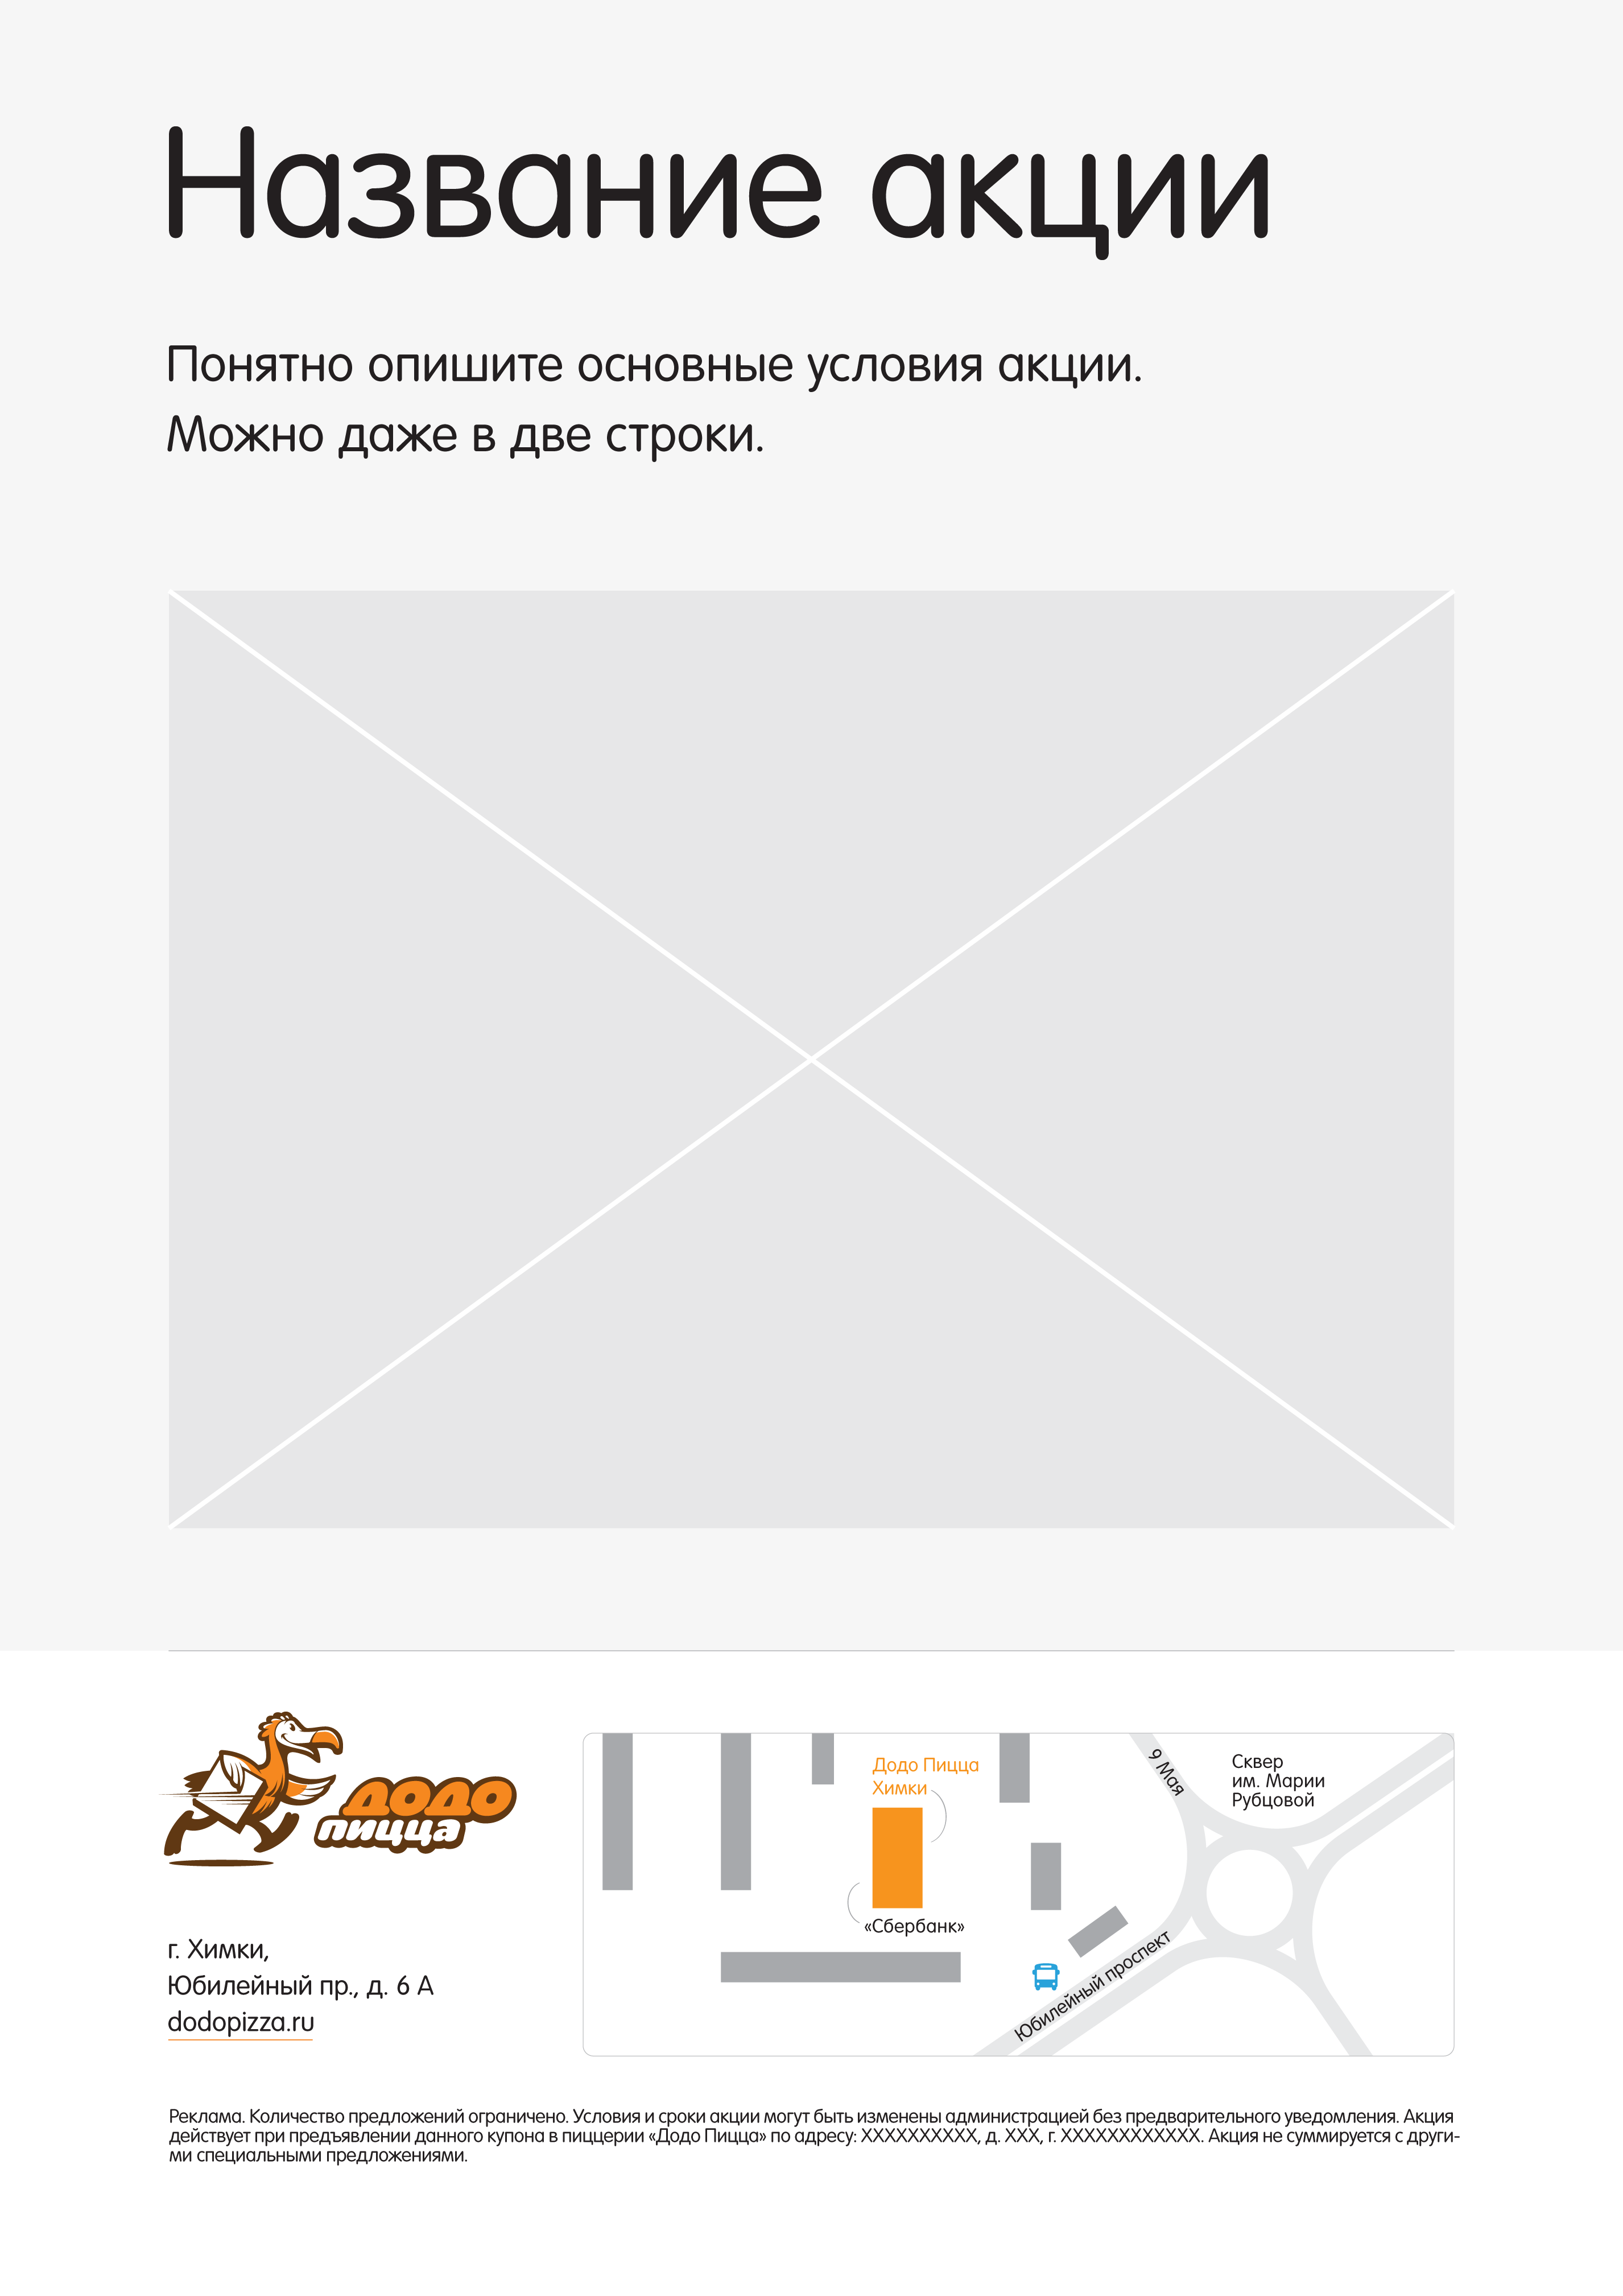 Название акции
Понятно опишите основные условия акции.
Можно даже в две строки.
ДОДО
пицца
г. Химки,
Юбилейный пр., д. 6 А
dodopizza.ru
Додо Пицца
Химки
«Сбербанк»
9 Мая
Сквер
им. Марии
Рубцовой
Юбилейный проспект
Реклама. Количество предложений ограничено. Условия и сроки акции могут быть изменены администрацией без предварительного уведомления. Акция
действует при предъявлении данного купона в пиццерии «Додо Пицца» по адресу: XXXXXXXXXX, д. XXX, г. XXXXXXXXXXXX. Акция не суммируется с други-
ми специальными предложениями.